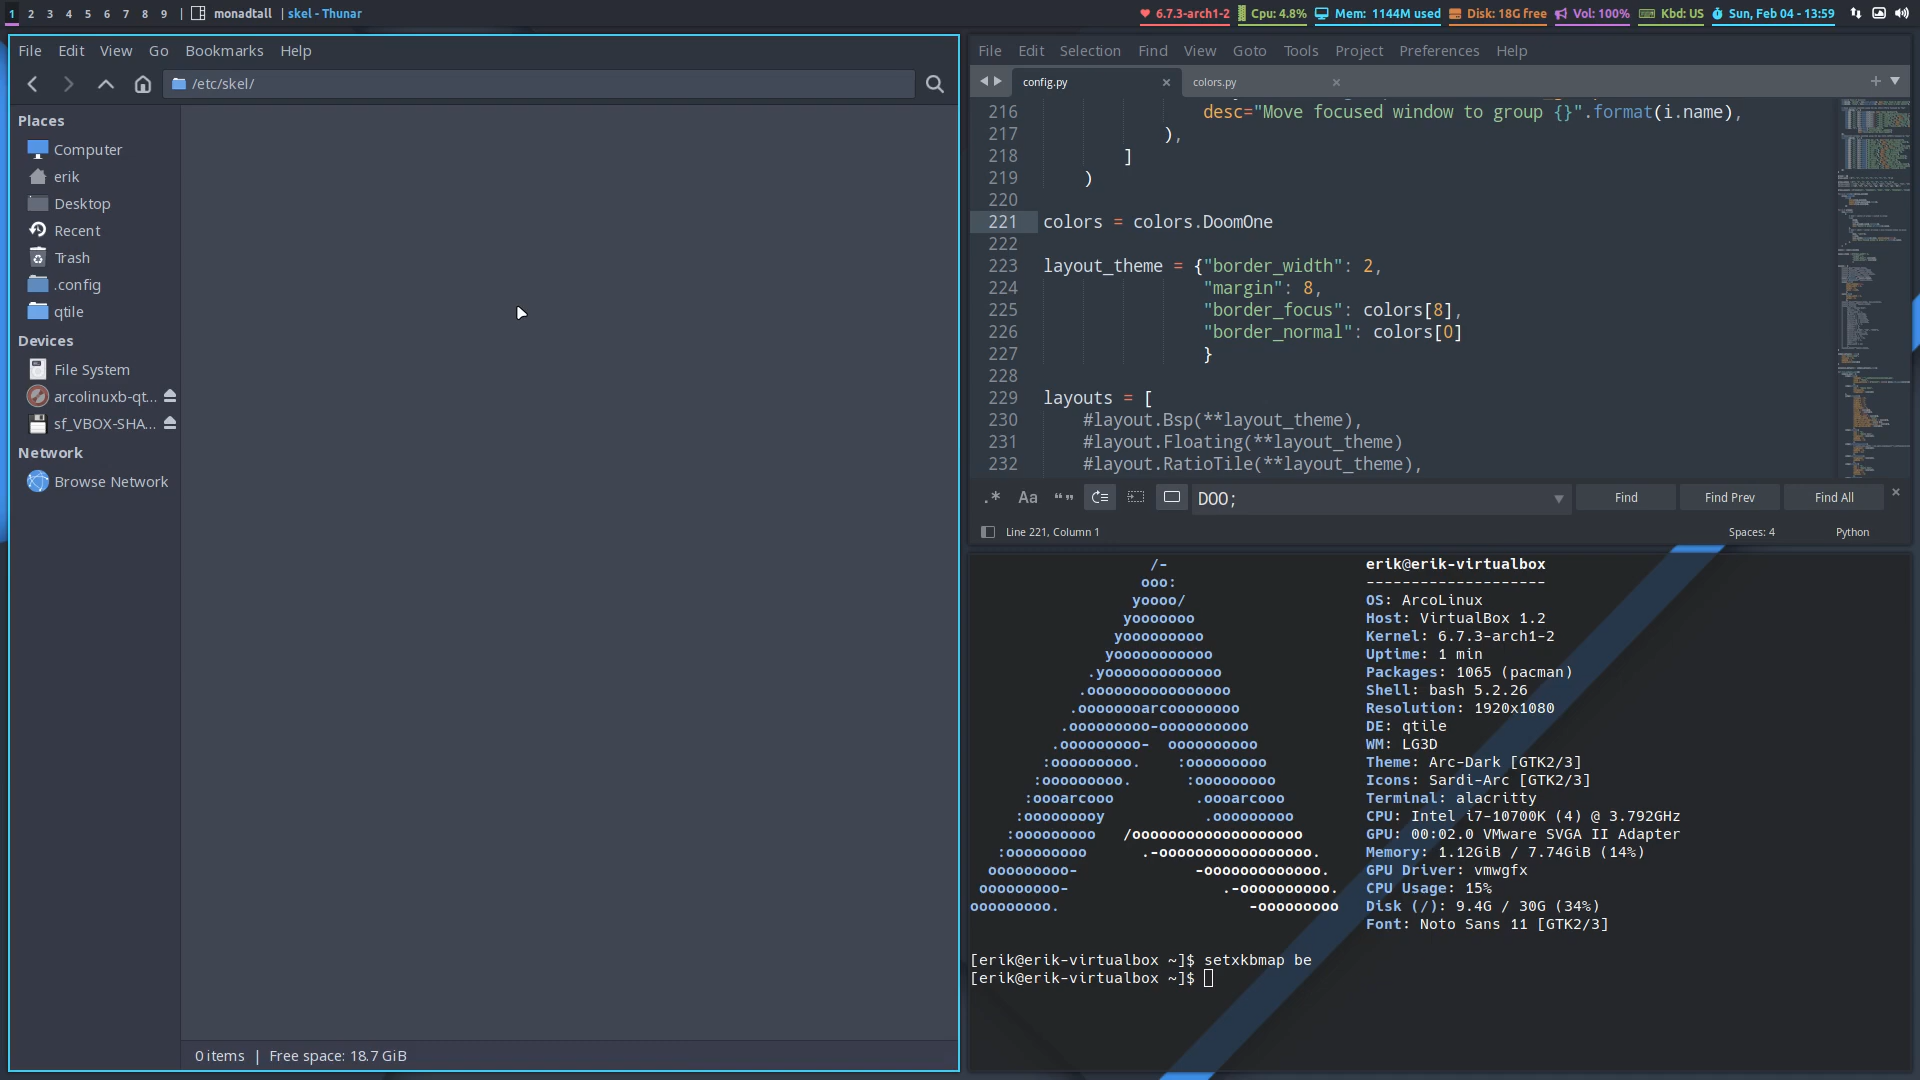 1 2 3 4 5 6 7 8 9 | monadtall | skel - Thunar
6.7.3-arch1-2 Cpu: 4.8% Mem: 1144M used Disk: 18G free Vol: 100% Kbd: US Sun, Feb 04 - 13:59
File Edit View Go Bookmarks Help
/etc/skel/
Places
Computer
erik
Desktop
Recent
Trash
.config
qtile
Devices
File System
arcolinuxb-qt...
sf_VBOX-SHA...
Network
Browse Network
0 items | Free space: 18.7 GiB
File Edit Selection Find View Goto Tools Project Preferences Help
config.py × colors.py ×
216 desc="Move focused window to group {}".format(i.name),
217 ),
218 ]
219 )
220
221 colors = colors.DoomOne
222
223 layout_theme = {"border_width": 2,
224 "margin": 8,
225 "border_focus": colors[8],
226 "border_normal": colors[0]
227 }
228
229 layouts = [
230 #layout.Bsp(**layout_theme),
231 #layout.Floating(**layout_theme)
232 #layout.RatioTile(**layout_theme),
.* Aa “” DOO; Find Find Prev Find All
Line 221, Column 1 Spaces: 4 Python
/- erik@erik-virtualbox
ooo: --------------------
yoooo/ OS: ArcoLinux
yooooooo Host: VirtualBox 1.2
yooooooooo Kernel: 6.7.3-arch1-2
yooooooooooo Uptime: 1 min
.yooooooooooooo Packages: 1065 (pacman)
.oooooooooooooooo Shell: bash 5.2.26
.oooooooarcoooooooo Resolution: 1920x1080
.ooooooooo-oooooooooo DE: qtile
.ooooooooo- oooooooooo WM: LG3D
:ooooooooo. :ooooooooo Theme: Arc-Dark [GTK2/3]
:ooooooooo. :ooooooooo Icons: Sardi-Arc [GTK2/3]
:oooarcooo .oooarcooo Terminal: alacritty
:ooooooooy .ooooooooo CPU: Intel i7-10700K (4) @ 3.792GHz
:ooooooooo /ooooooooooooooooooo GPU: 00:02.0 VMware SVGA II Adapter
:ooooooooo .-ooooooooooooooooo. Memory: 1.12GiB / 7.74GiB (14%)
ooooooooo- -ooooooooooooo. GPU Driver: vmwgfx
ooooooooo- .-oooooooooo. CPU Usage: 15%
ooooooooo. -ooooooooo Disk (/): 9.4G / 30G (34%)
Font: Noto Sans 11 [GTK2/3]
[erik@erik-virtualbox ~]$ setxkbmap be
[erik@erik-virtualbox ~]$